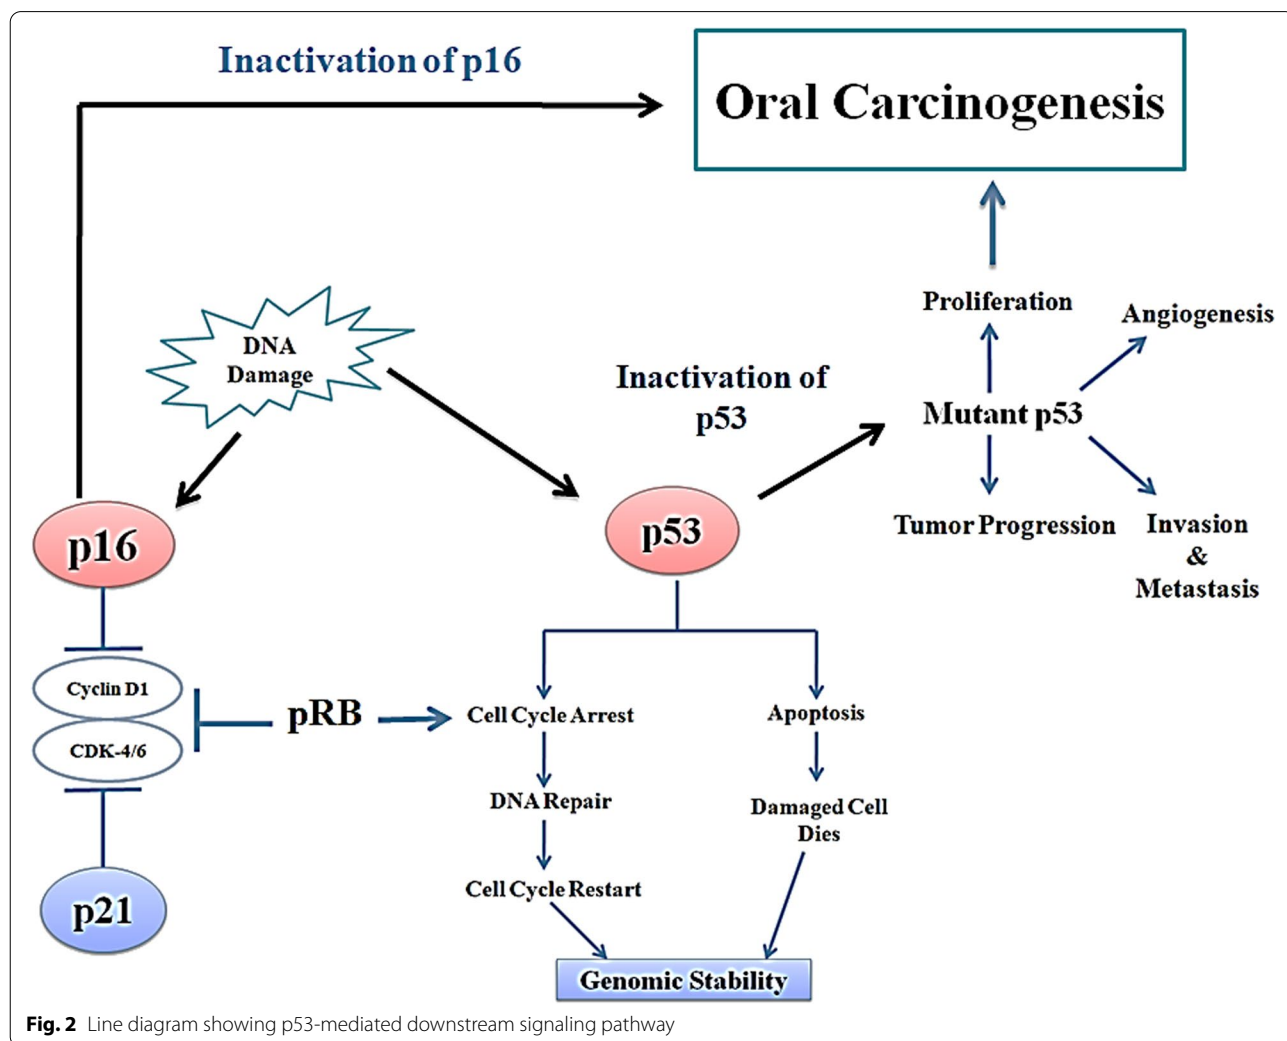 Inactivation of p16
Oral Carcinogenesis
DNA
Damage
Proliferation
Angiogenesis
Inactivation of
p53
Mutant p53
Tumor Progression
Invasion
&
Metastasis
p16
p53
Cyclin D1
CDK-4/6
pRB
Cell Cycle Arrest
Apoptosis
DNA Repair
Damaged Cell
Dies
Cell Cycle Restart
p21
Genomic Stability
Fig. 2 Line diagram showing p53-mediated downstream signaling pathway